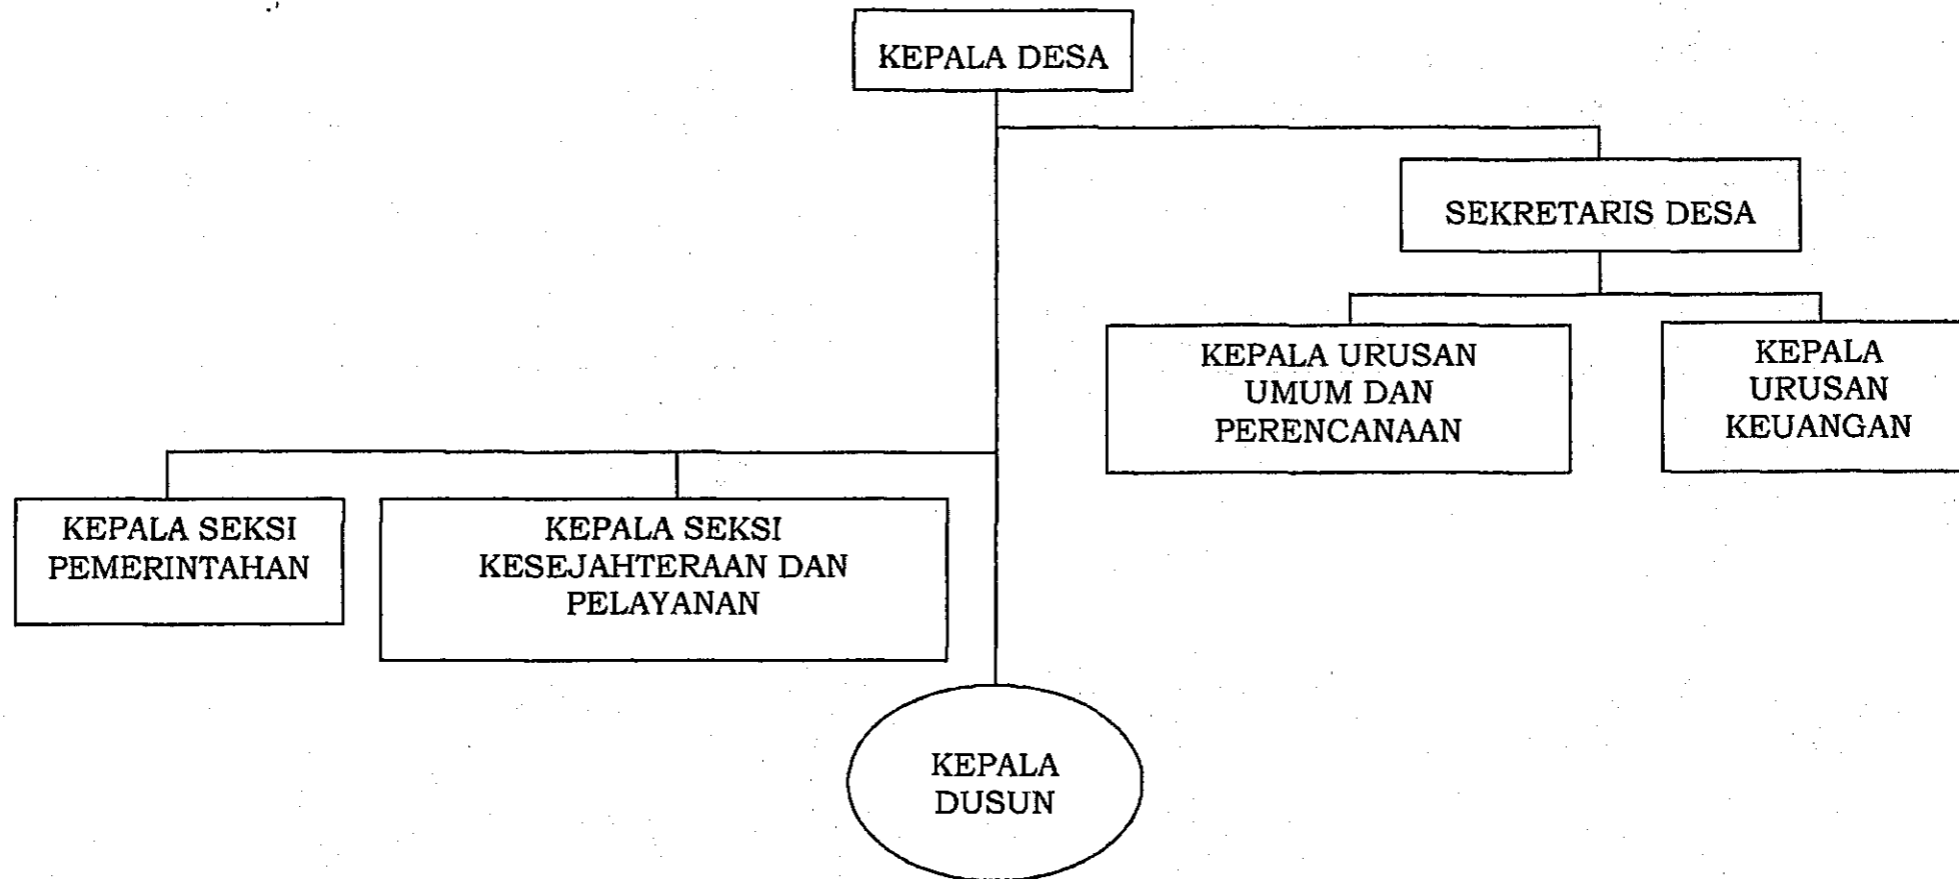 KEPALA DESA
SEKRETARIS DESA
KEPALA URUSAN
UMUM DAN
PERENCANAAN
KEPALA
URUSAN
KEUANGAN
KEPALA SEKSI
PEMERINTAHAN
KEPALA SEKSI
KESEJAHTERAAN DAN
PELAYANAN
KEPALA
DUSUN